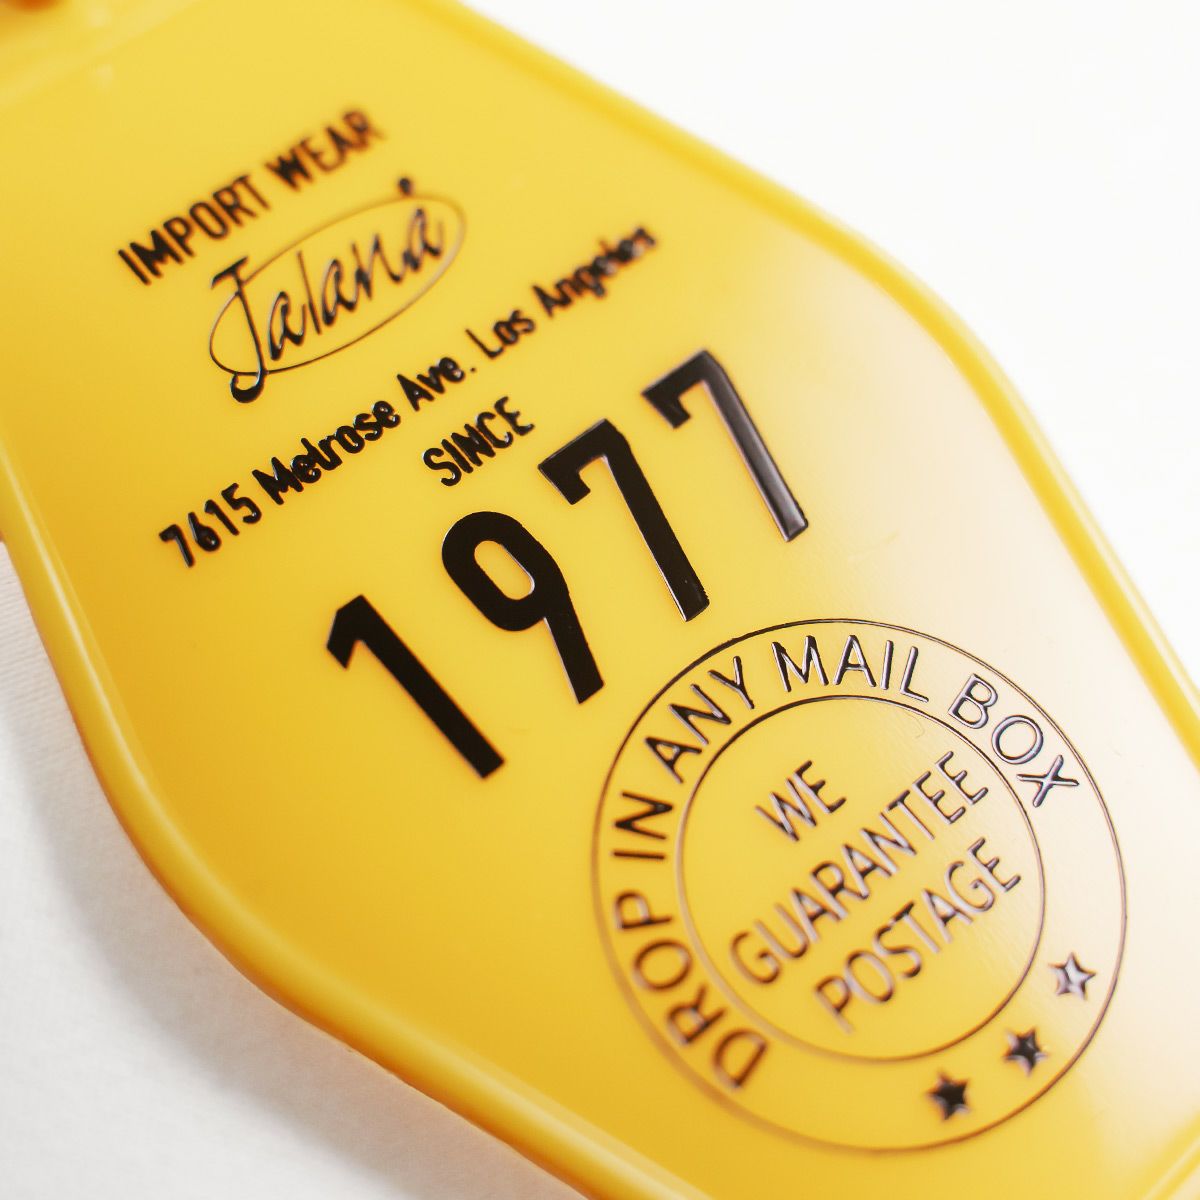 IMPORT WEAR
Jalana
7615 Melrose Ave. Los Angeles
SINCE
1977
DROP IN ANY MAIL BOX
WE
GUARANTEE
POSTAGE